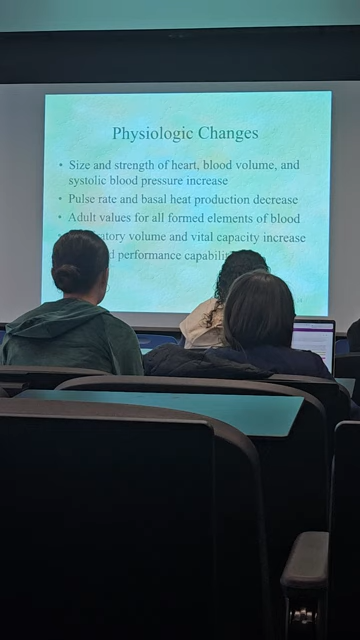 Physiologic Changes
• Size and strength of heart, blood volume, and
systolic blood pressure increase
• Pulse rate and basal heat production decrease
• Adult values for all formed elements of blood
volume and vital capacity increase
performance